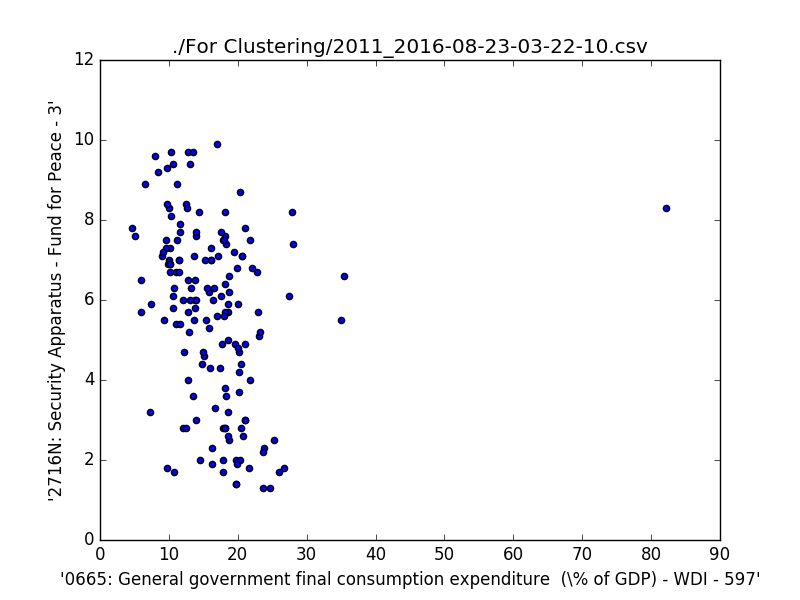 ./For Clustering/2011_2016-08-23-03-22-10.csv
'2716N: Security Apparatus - Fund for Peace - 3'
12
10
8
6
4
2
0
0 10 20 30 40 50 60 70 80 90
'0665: General government final consumption expenditure  (\% of GDP) - WDI - 597'